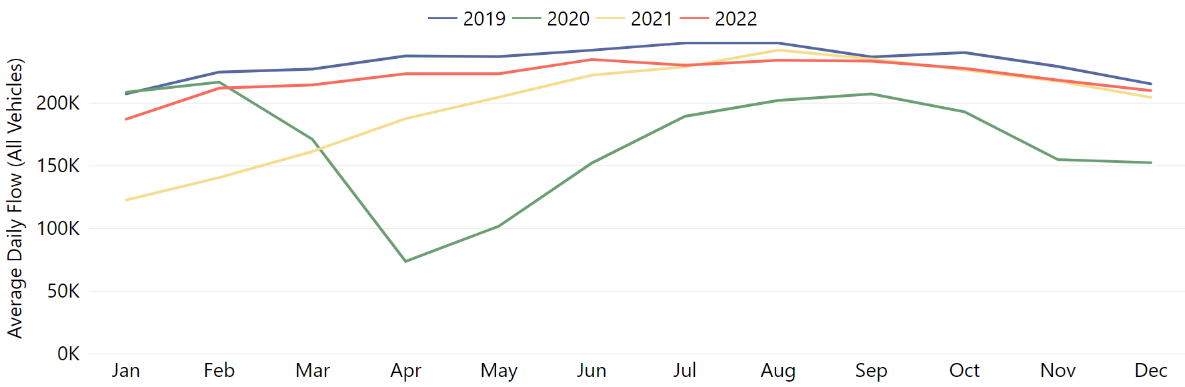 2019 2020 2021 2022
Average Daily Flow (All Vehicles)
200K
150K
100K
50K
0K
Jan Feb Mar Apr May Jun Jul Aug Sep Oct Nov Dec